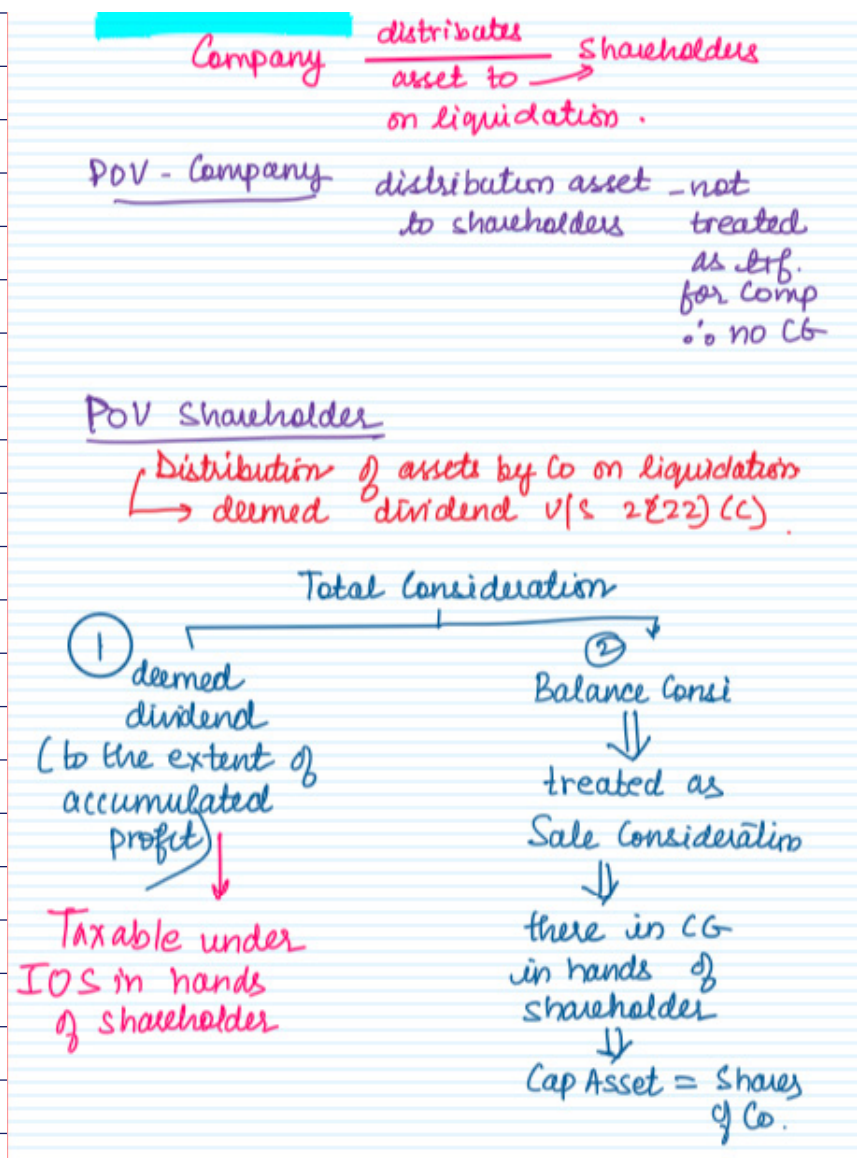 Company distributes
asset to → Shareholders
on liquidation.
POV - Company distribution asset - not
to shareholders treated
as trf.
for Comp
∴ no CG
POV Shareholder
Distribution of assets by Co on liquidation
→ deemed dividend U/S 2(22)(c).
Total Consideration
1
deemed
dividend
(to the extent of
accumulated
profit)
Taxable under
IOS in hands
of shareholder
2
Balance Consi
⇓
treated as
Sale Consideration
⇓
there in CG
in hands of
shareholder
⇓
Cap Asset = Shares
of Co.